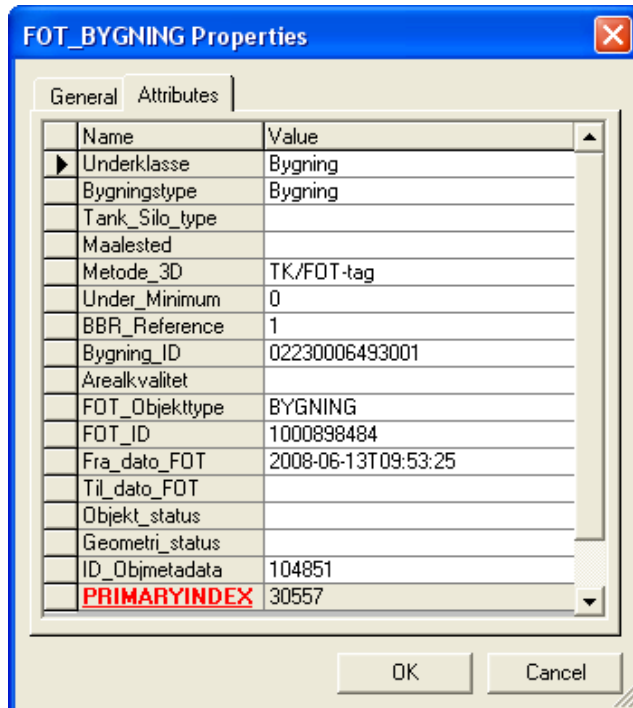 FOT_BYGNING Properties
General Attributes
Name Value
Underklasse Bygning
Bygningstype Bygning
Tank_Silo_type
Maalested
Metode_3D TK/FOT-tag
Under_Minimum 0
BBR_Reference 1
Bygning_ID 02230006493001
Arealkvalitet
FOT_Objekttype BYGNING
FOT_ID 1000898484
Fra_dato_FOT 2008-06-13T09:53:25
Til_dato_FOT
Objekt_status
Geometri_status
ID_Objmetadata 104851
PRIMARYINDEX 30557
OK Cancel